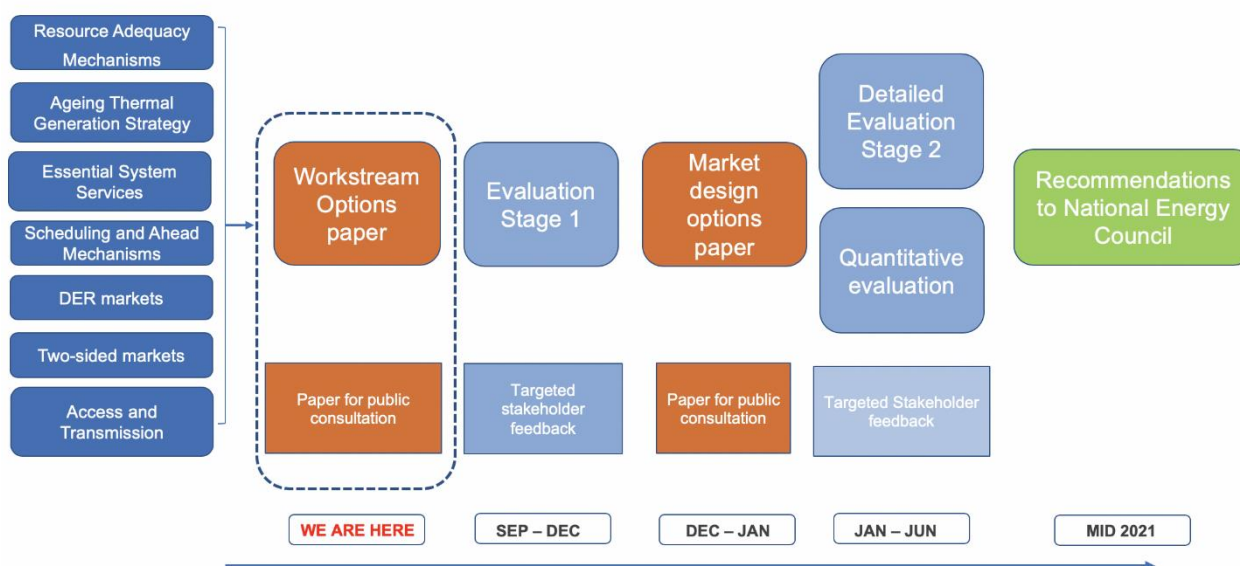 Resource Adequacy
Mechanisms
Ageing Thermal
Generation Strategy
Essential System
Services
Scheduling and Ahead
Mechanisms
DER markets
Two-sided markets
Access and
Transmission
Workstream
Options
paper
Evaluation
Stage 1
Market
design
options
paper
Detailed
Evaluation
Stage 2
Quantitative
evaluation
Recommendations
to National Energy
Council
Paper for public
consultation
Targeted
stakeholder
feedback
Paper for public
consultation
Targeted Stakeholder
feedback
WE ARE HERE
SEP – DEC
DEC – JAN
JAN – JUN
MID 2021